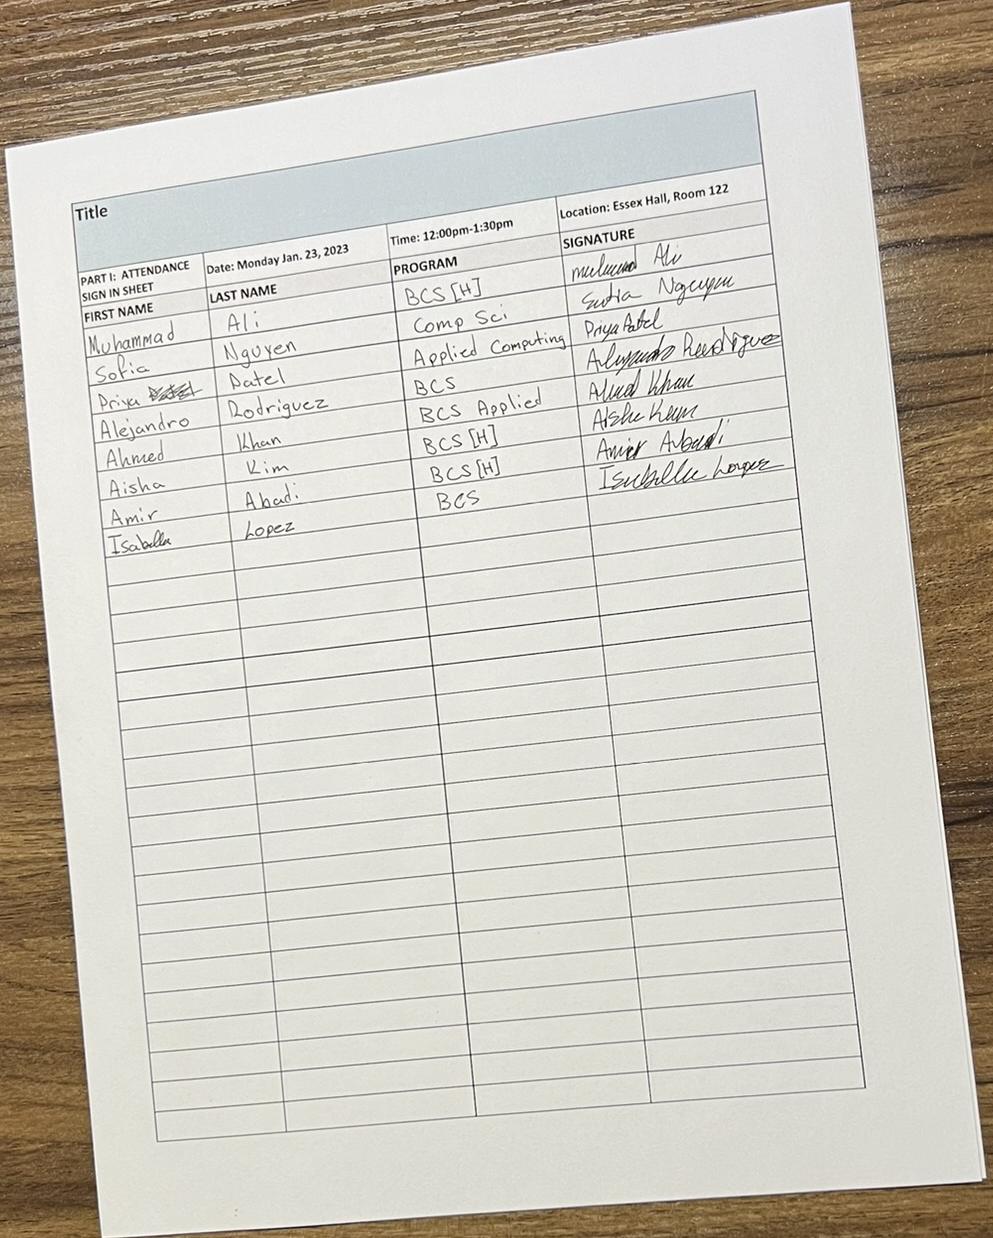 Title
PART I: ATTENDANCE SIGN IN SHEET Date: Monday Jan. 23, 2023 Time: 12:00pm-1:30pm Location: Essex Hall, Room 122
FIRST NAME LAST NAME PROGRAM SIGNATURE
Muhammad Ali BCS [H] Ali
Sofia Nguyen Comp Sci Sofia Nguyen
Priya Patel Applied Computing Priya Patel
Alejandro Rodriguez BCS Alejandro Rodriguez
Ahmed Khan BCS Applied Ahmed Khan
Aisha Kim BCS [H] Aisha
Amir Abadi BCS [H] Amir Abadi
Isabella Lopez BCS Isabella Lopez